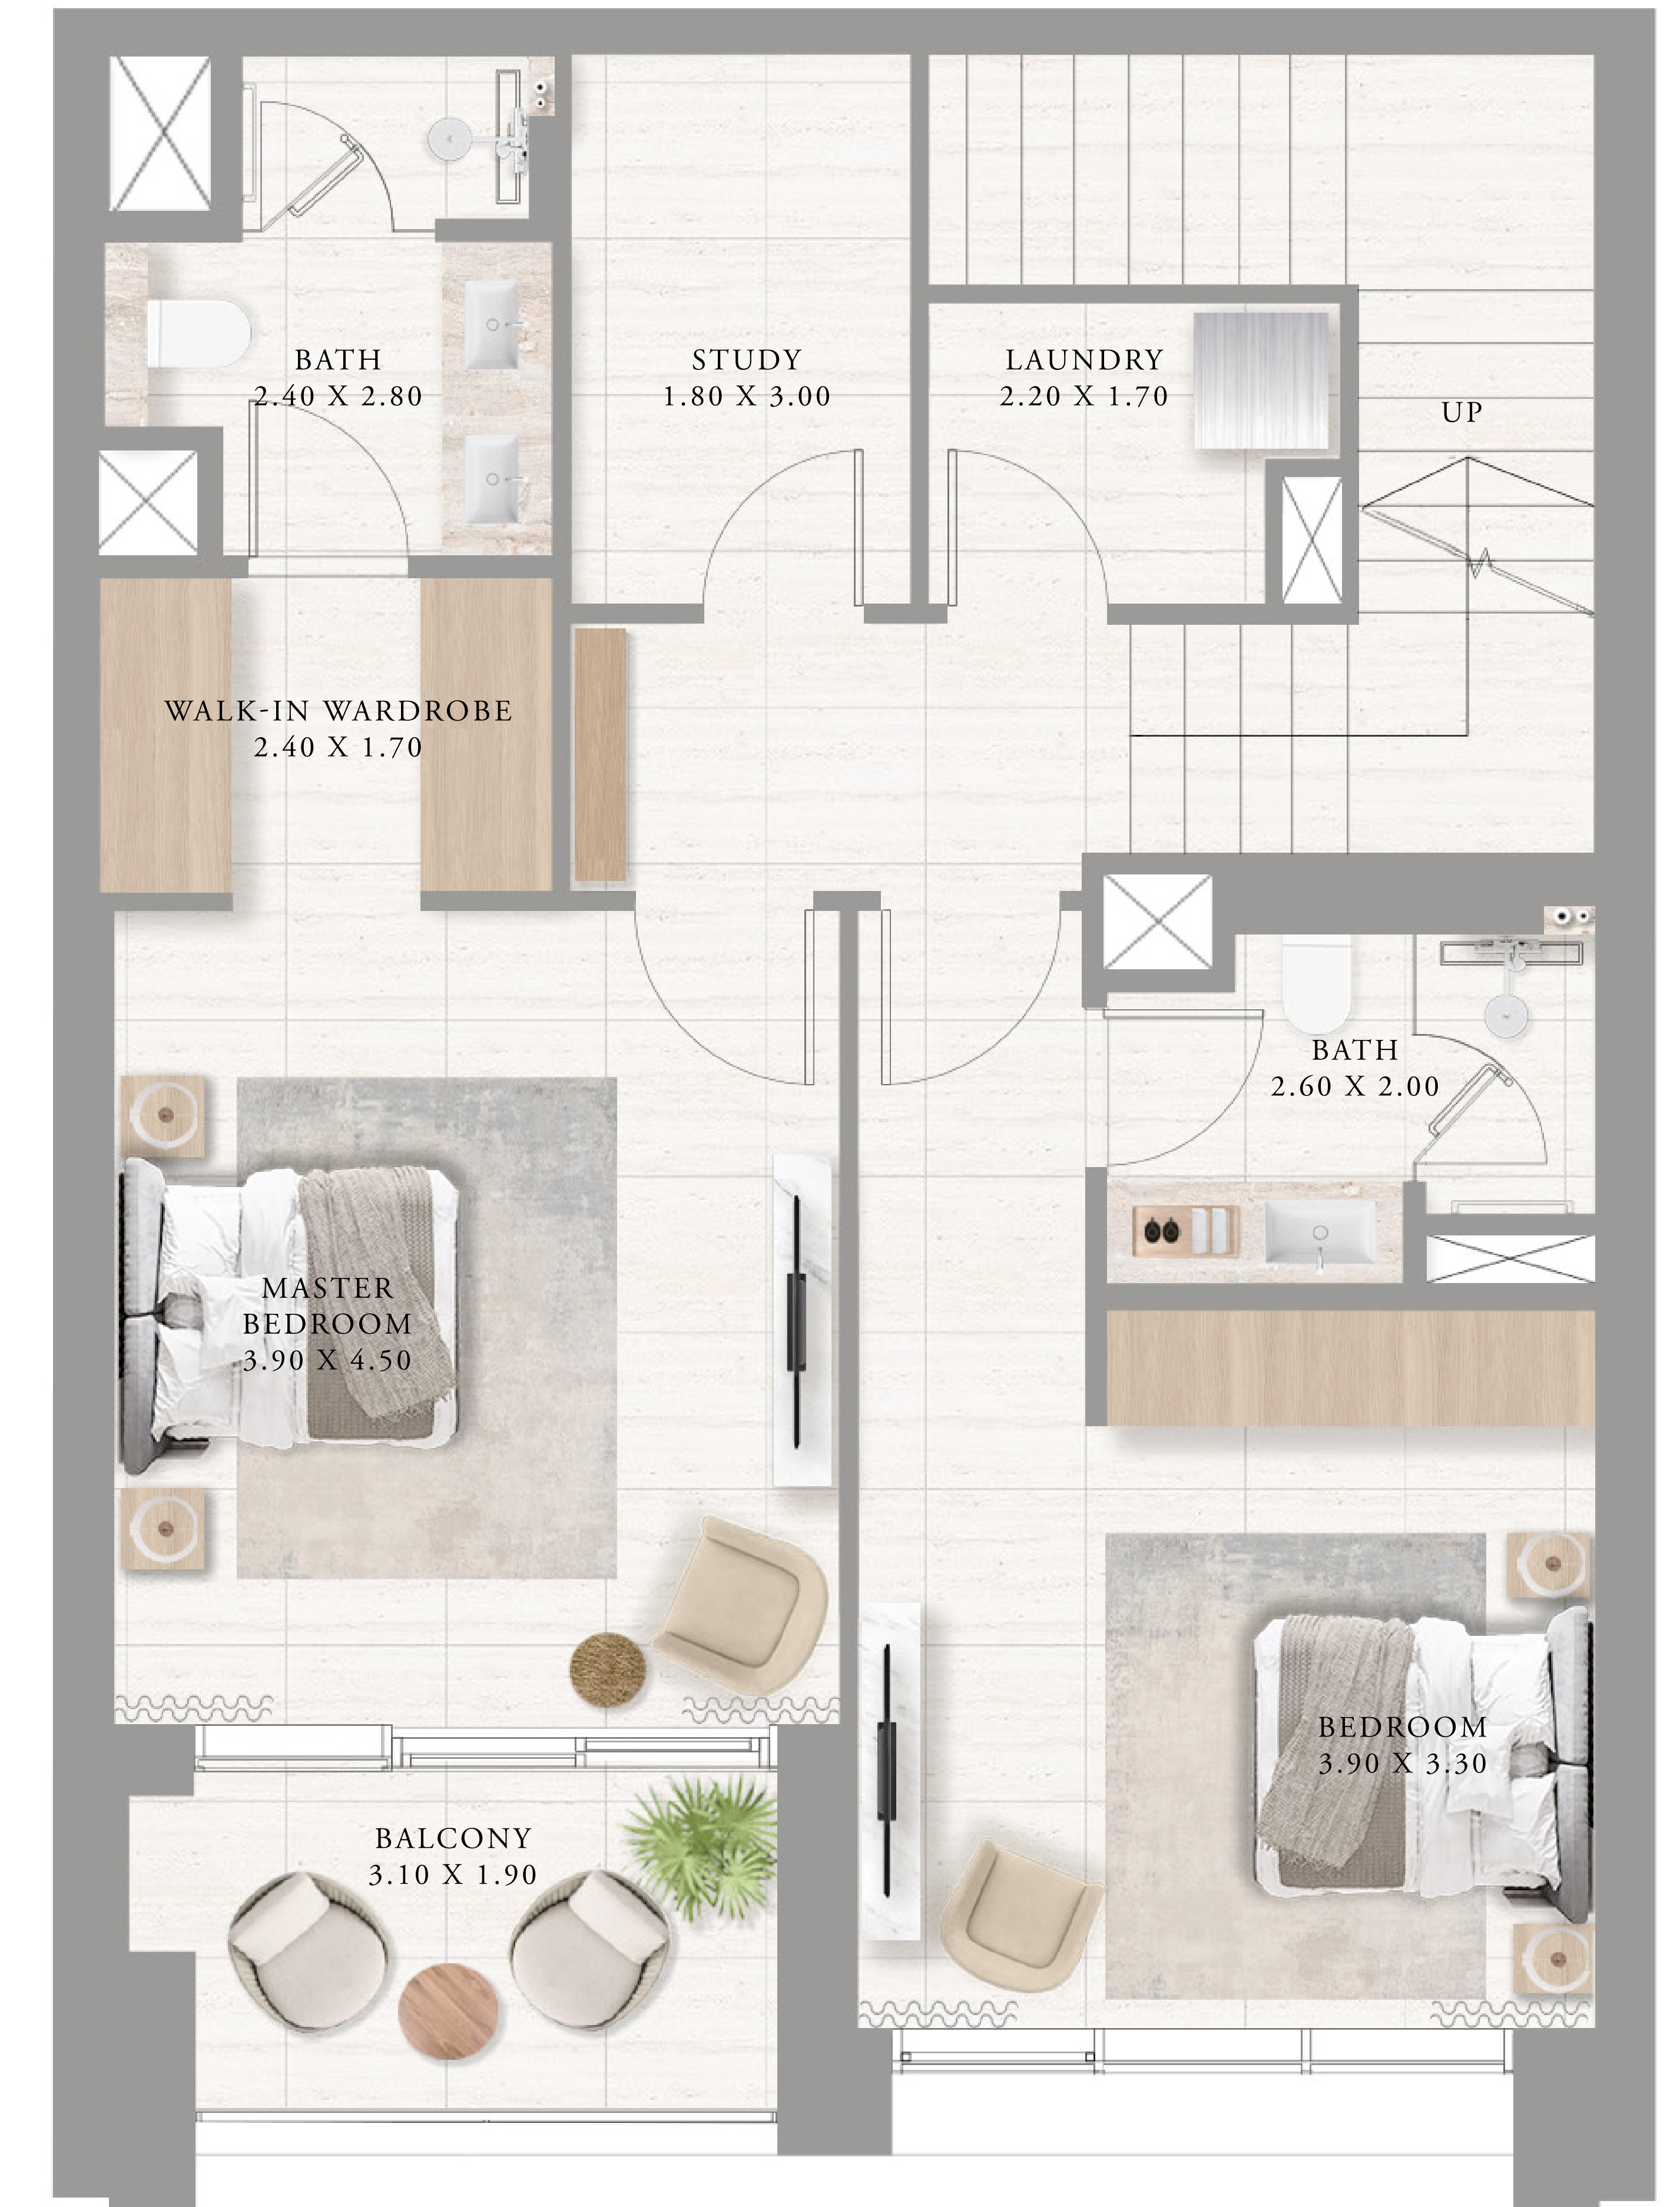 BATH
2.40 X 2.80
STUDY
1.80 X 3.00
LAUNDRY
2.20 X 1.70
UP
WALK-IN WARDROBE
2.40 X 1.70
BATH
2.60 X 2.00
MASTER
BEDROOM
3.90 X 4.50
BEDROOM
3.90 X 3.30
BALCONY
3.10 X 1.90